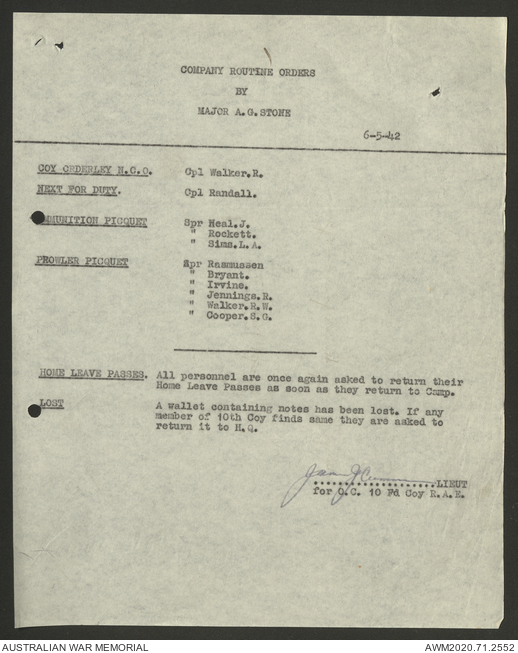 COMPANY ROUTINE ORDERS
BY
MAJOR A.G.STONE
6-5-42
COY ORDERLEY N.C.O. Cpl Walker.R.
NEXT FOR DUTY. Cpl Randall.
MMUNITION PICQUET Spr Heal.J.
" Rockett.
" Sims.L.A.
PROWLER PICQUET Spr Rasmussen
" Bryant.
" Irvine.
" Jennings.R.
" Walker.R.W.
" Cooper.S.G.
HOME LEAVE PASSES. All personnel are once again asked to return their
Home Leave Passes as soon as they return to Camp.
LOST A wallet containing notes has been lost. If any
member of 10th Coy finds same they are asked to
return it to H.Q.
LIEUT
for O.C. 10 Fd Coy R.A.E.
AUSTRALIAN WAR MEMORIAL AWM2020.71.2552